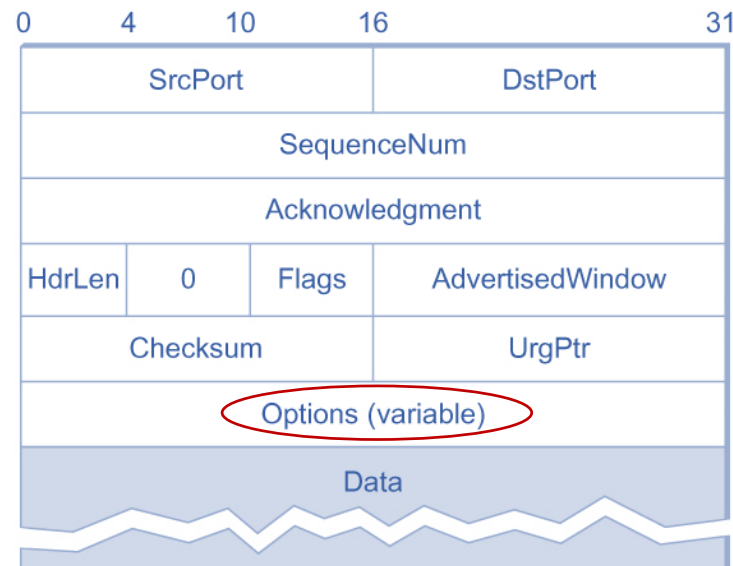 0 4 10 16 31
SrcPort DstPort
SequenceNum
Acknowledgment
HdrLen 0 Flags AdvertisedWindow
Checksum UrgPtr
Options (variable)
Data